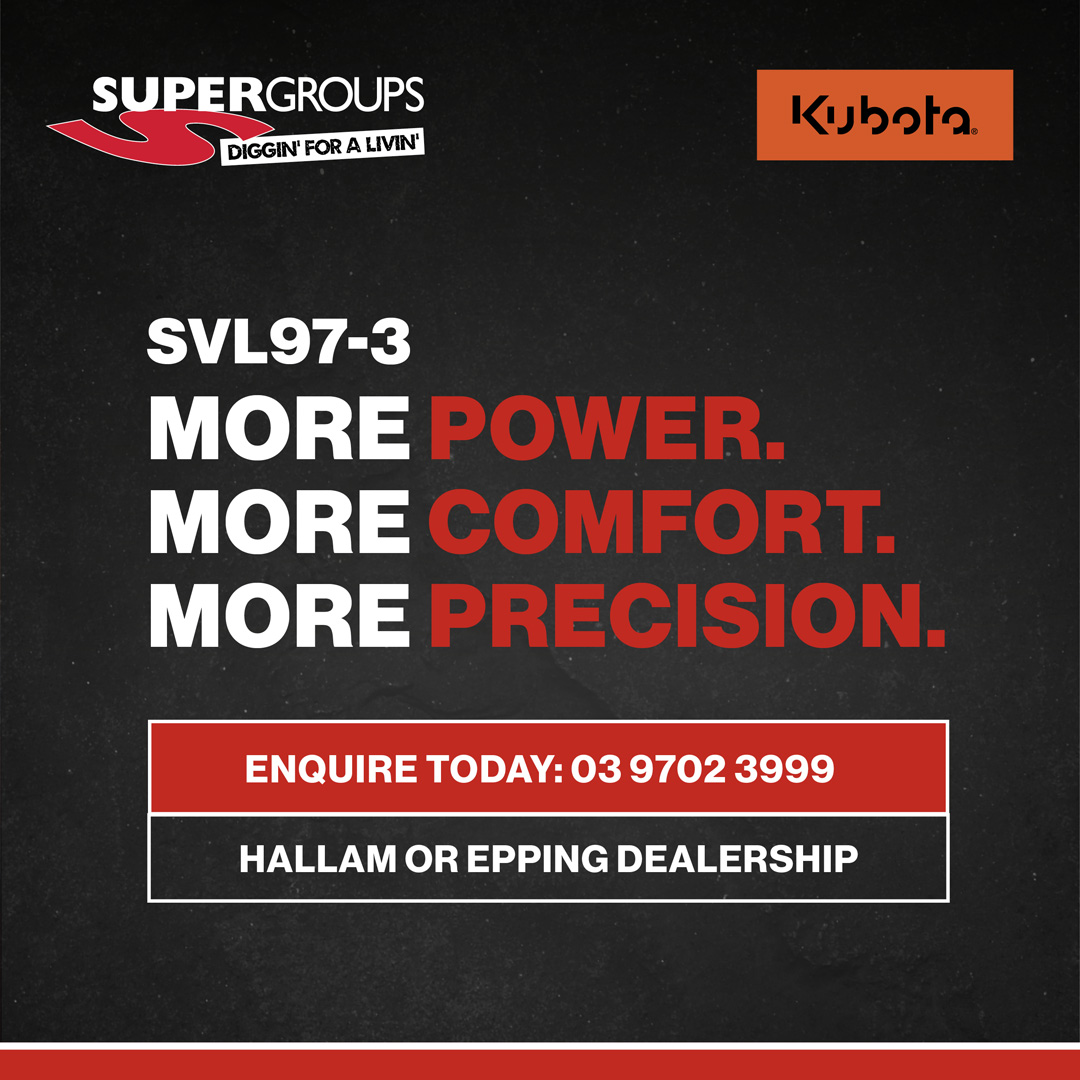 SUPERGROUPS
DIGGIN' FOR A LIVIN'
Kubota®
SVL97-3
MORE POWER.
MORE COMFORT.
MORE PRECISION.
ENQUIRE TODAY: 03 9702 3999
HALLAM OR EPPING DEALERSHIP